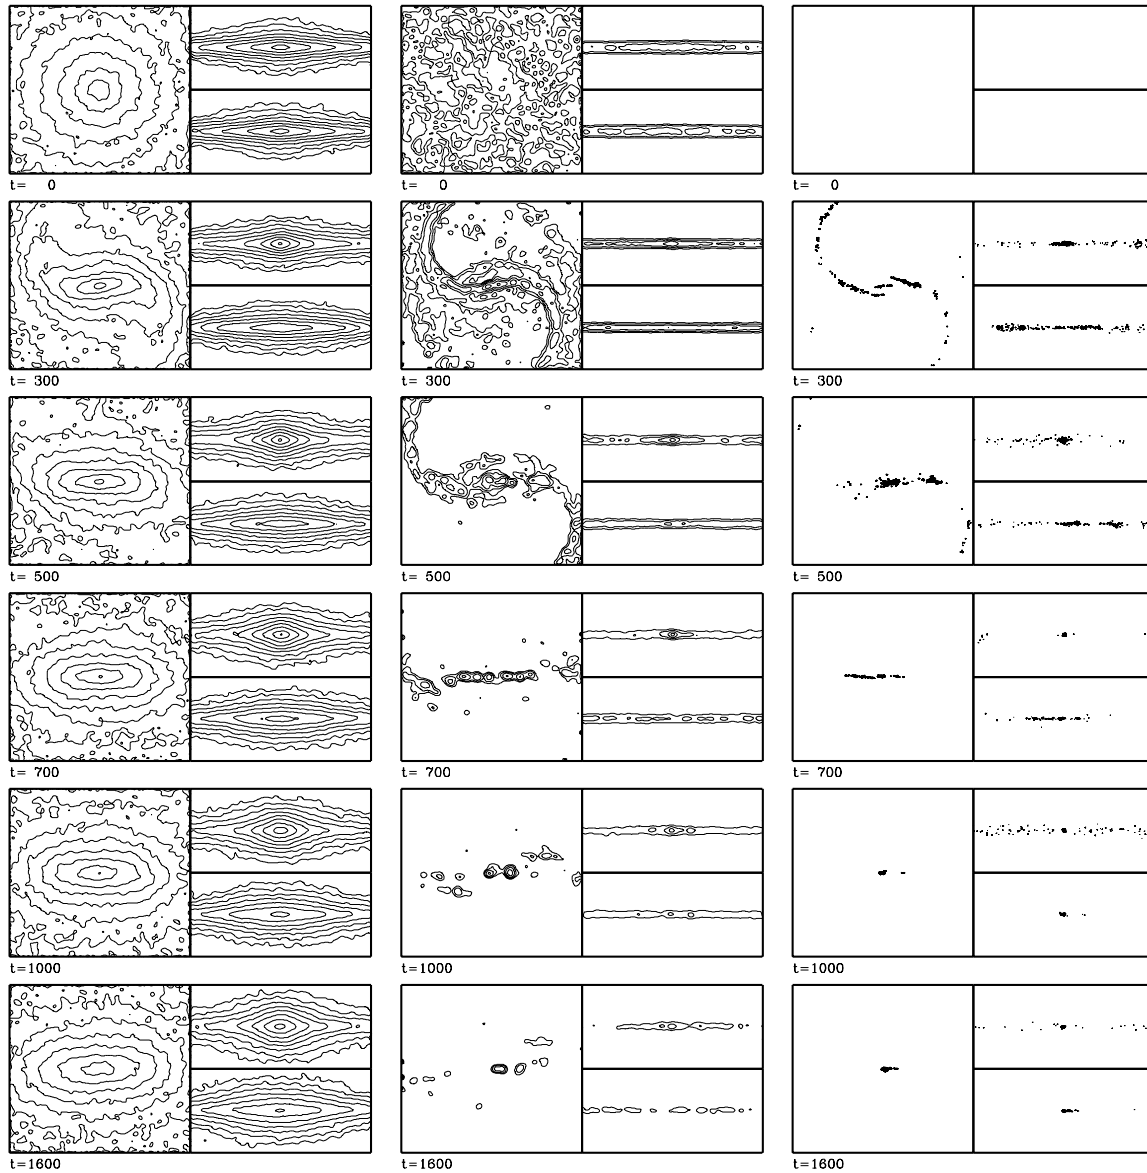 t= 0 t= 0 t= 0
t= 300 t= 300 t= 300
t= 500 t= 500 t= 500
t= 700 t= 700 t= 700
t=1000 t=1000 t=1000
t=1600 t=1600 t=1600